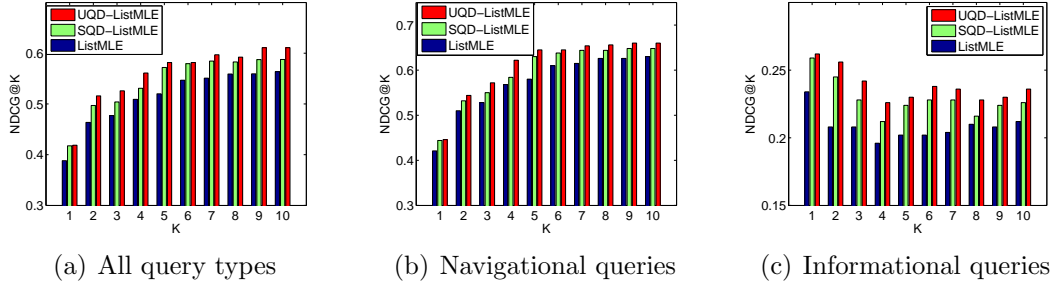 UQD-ListMLE
SQD-ListMLE
ListMLE
NDCG@K
0.6
0.5
0.4
0.3
1 2 3 4 5 6 7 8 9 10
K
(a) All query types
UQD-ListMLE
SQD-ListMLE
ListMLE
NDCG@K
0.7
0.6
0.5
0.4
0.3
1 2 3 4 5 6 7 8 9 10
K
(b) Navigational queries
UQD-ListMLE
SQD-ListMLE
ListMLE
NDCG@K
0.25
0.2
0.15
1 2 3 4 5 6 7 8 9 10
K
(c) Informational queries